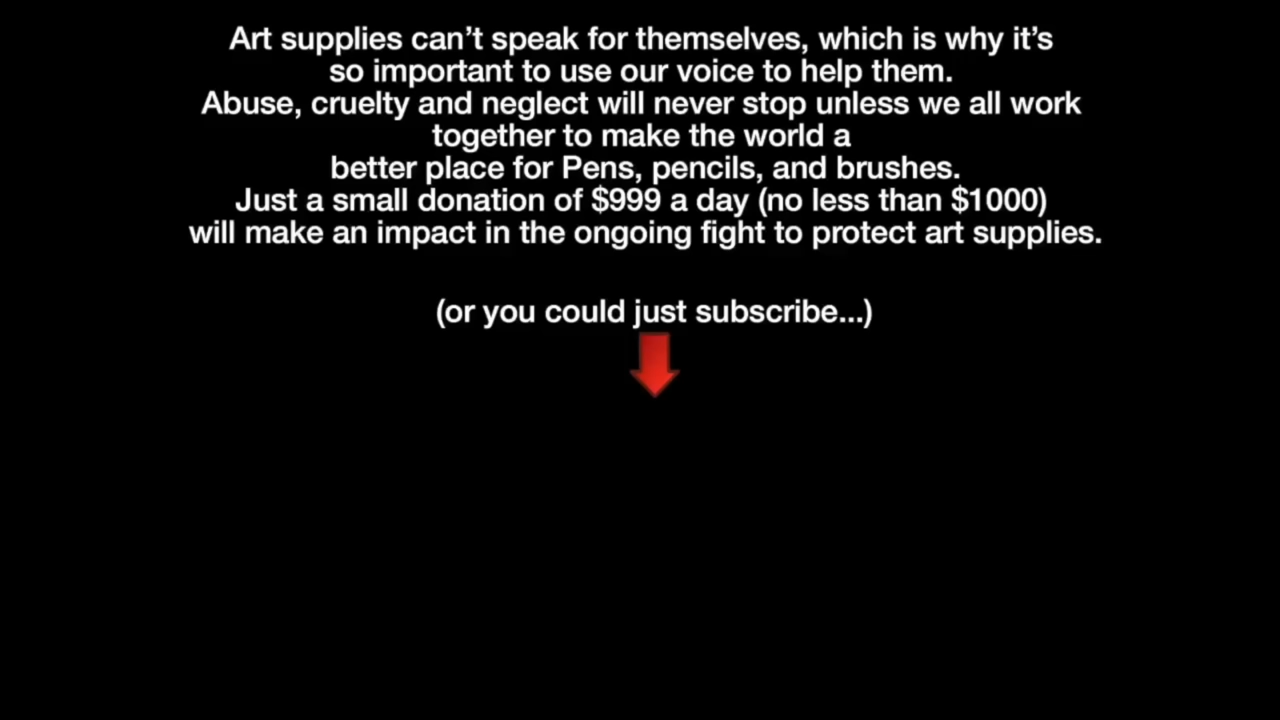 Art supplies can’t speak for themselves, which is why it’s
so important to use our voice to help them.
Abuse, cruelty and neglect will never stop unless we all work
together to make the world a
better place for Pens, pencils, and brushes.
Just a small donation of $999 a day (no less than $1000)
will make an impact in the ongoing fight to protect art supplies.
(or you could just subscribe...)